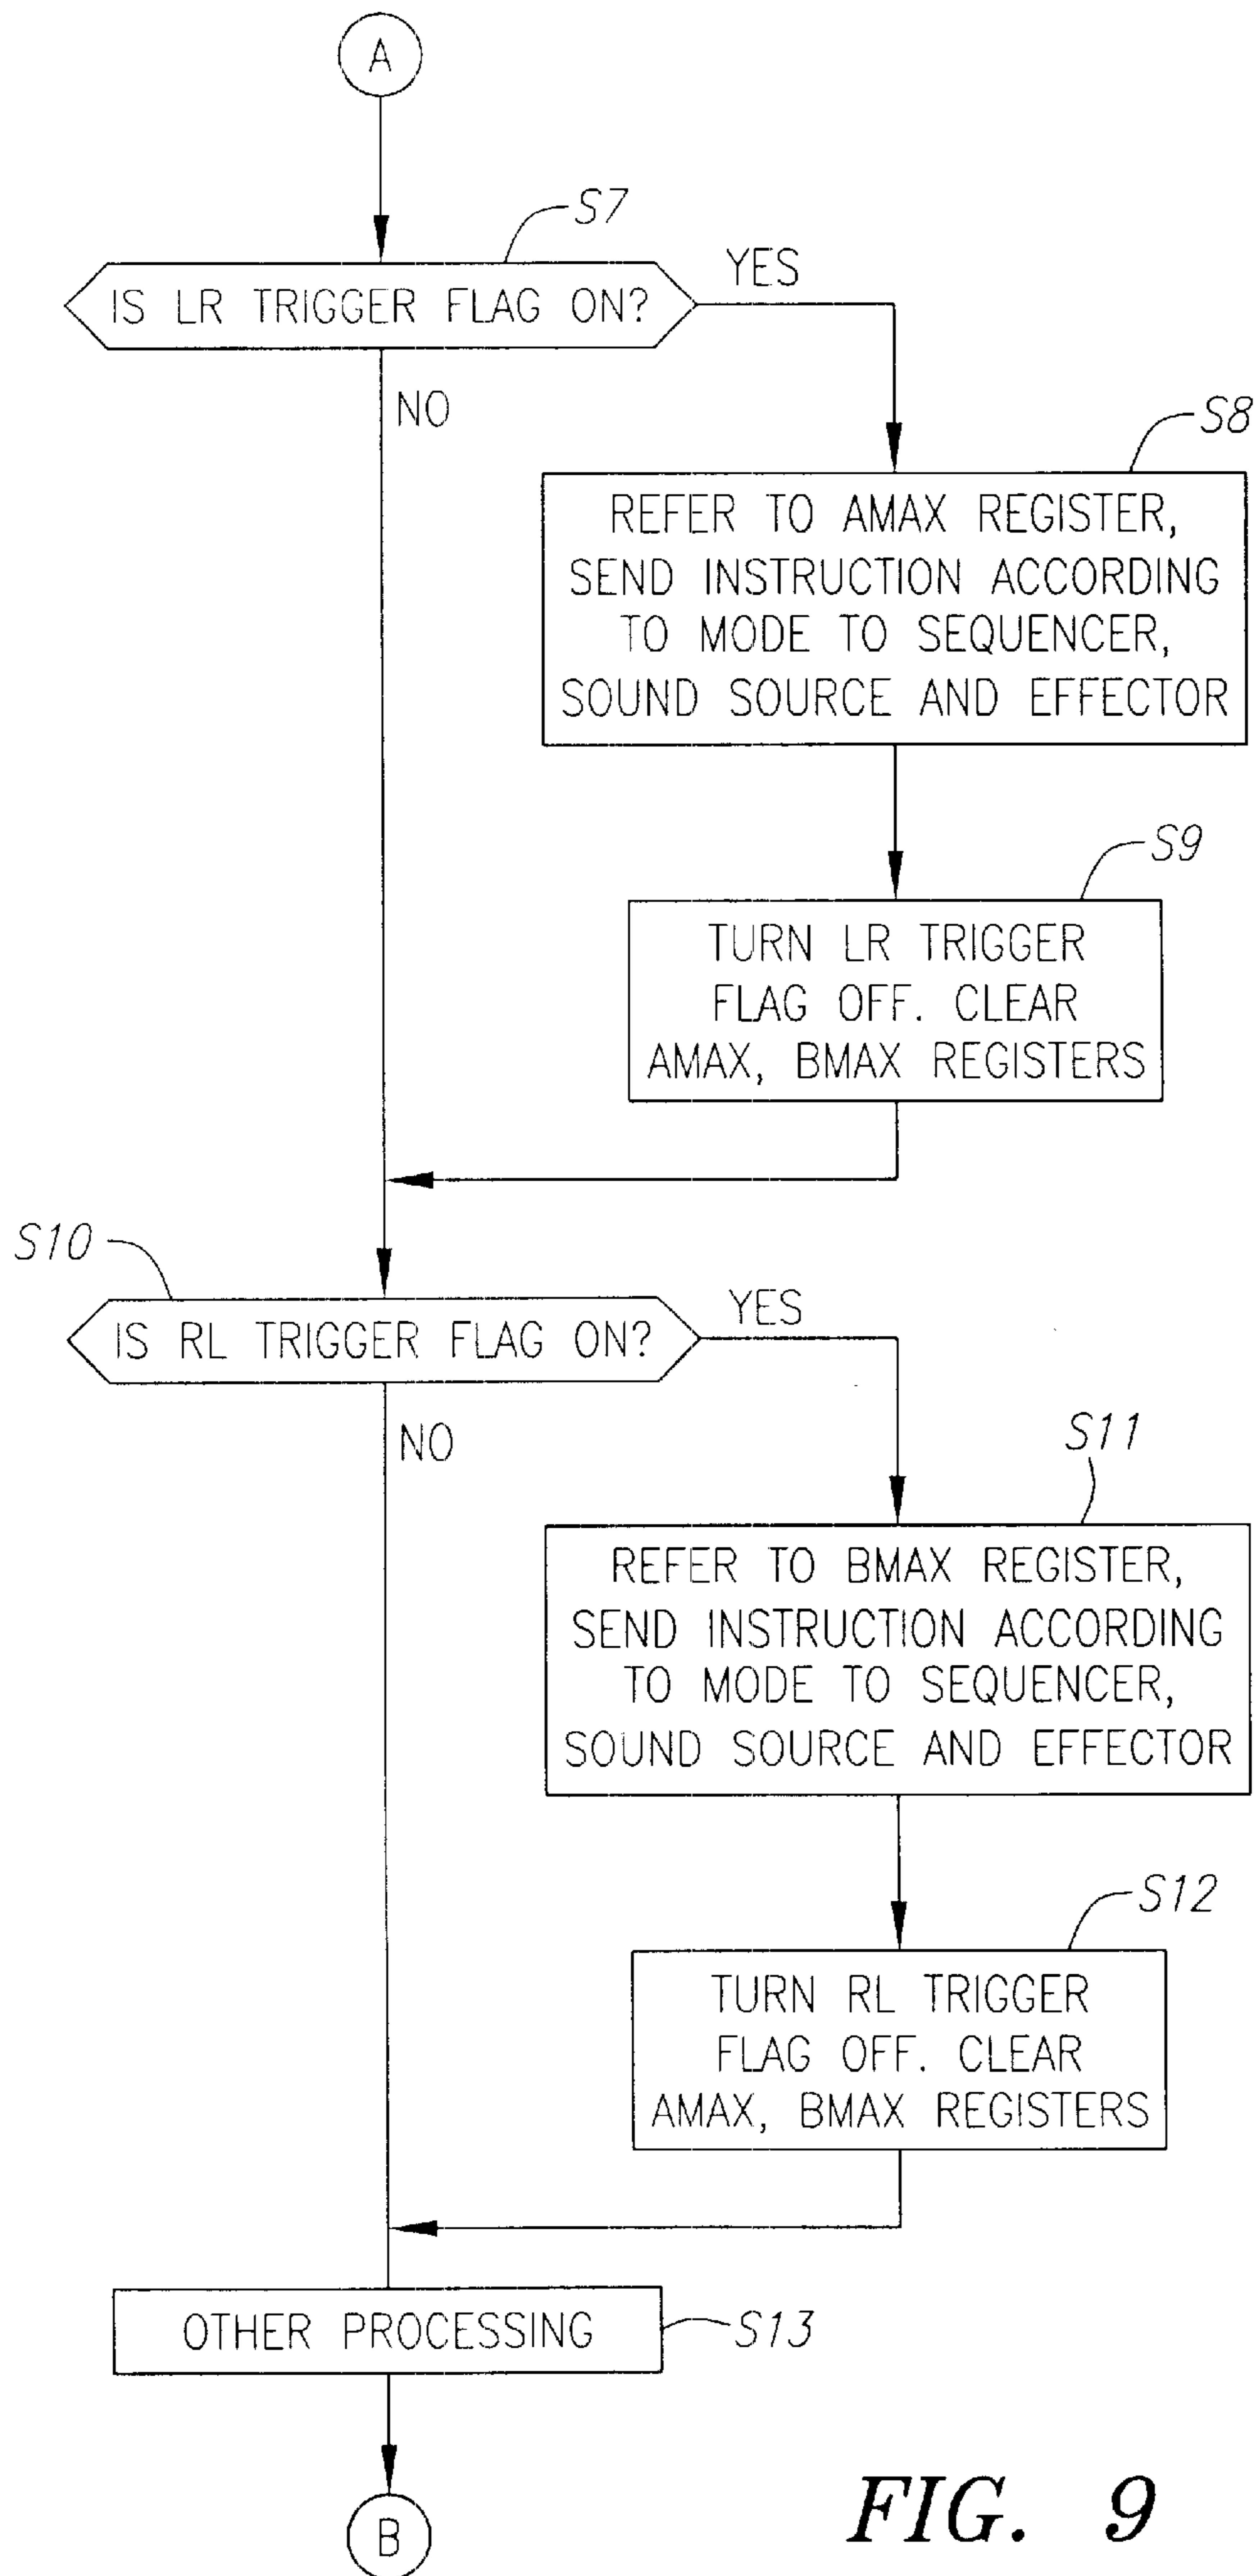 A
S7
IS LR TRIGGER FLAG ON?
YES
NO
S8
REFER TO AMAX REGISTER,
SEND INSTRUCTION ACCORDING
TO MODE TO SEQUENCER,
SOUND SOURCE AND EFFECTOR
S9
TURN LR TRIGGER
FLAG OFF. CLEAR
AMAX, BMAX REGISTERS
S10
IS RL TRIGGER FLAG ON?
YES
NO
S11
REFER TO BMAX REGISTER,
SEND INSTRUCTION ACCORDING
TO MODE TO SEQUENCER,
SOUND SOURCE AND EFFECTOR
S12
TURN RL TRIGGER
FLAG OFF. CLEAR
AMAX, BMAX REGISTERS
OTHER PROCESSING
S13
B
FIG. 9